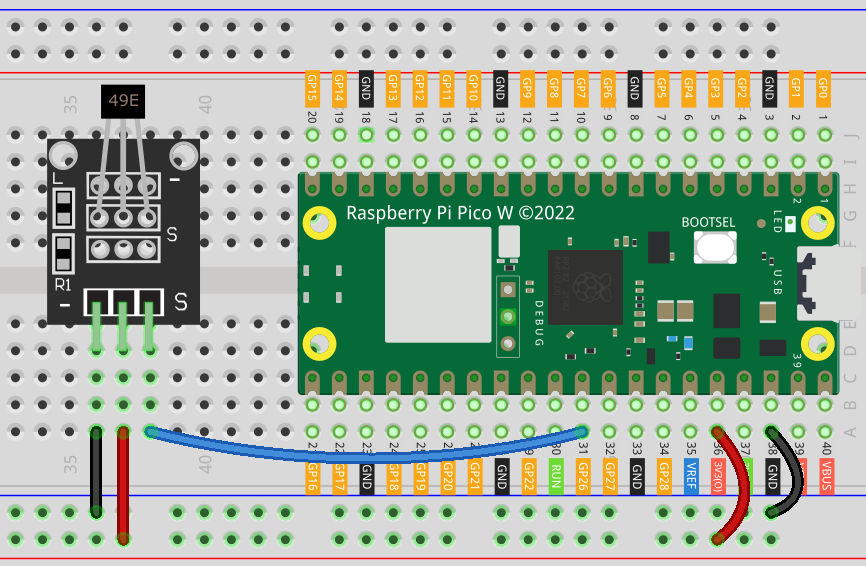 GP15 GP14 GND GP13 GP12 GP11 GP10 GND GP9 GP8 GP7 GP6 GND GP5 GP4 GP3 GP2 GND GP1 GP0
35 40
20 19 18 17 16 15 14 13 12 11 10 9 8 7 6 5 4 3 2 1
49E
J
I
H
G
F
L
-
S
R1
- S
Raspberry Pi Pico W ©2022
BOOTSEL
LED
USB
DEBUG
2 1
39
E
D
C
B
A
35 40
21 22 23 24 25 26 27 28 29 30 31 32 33 34 35 36 37 38 39 40
GP16 GP17 GND GP18 GP19 GP20 GP21 GND GP22 RUN GP26 GP27 GND GP28 VREF 3V3(O) GND VBUS